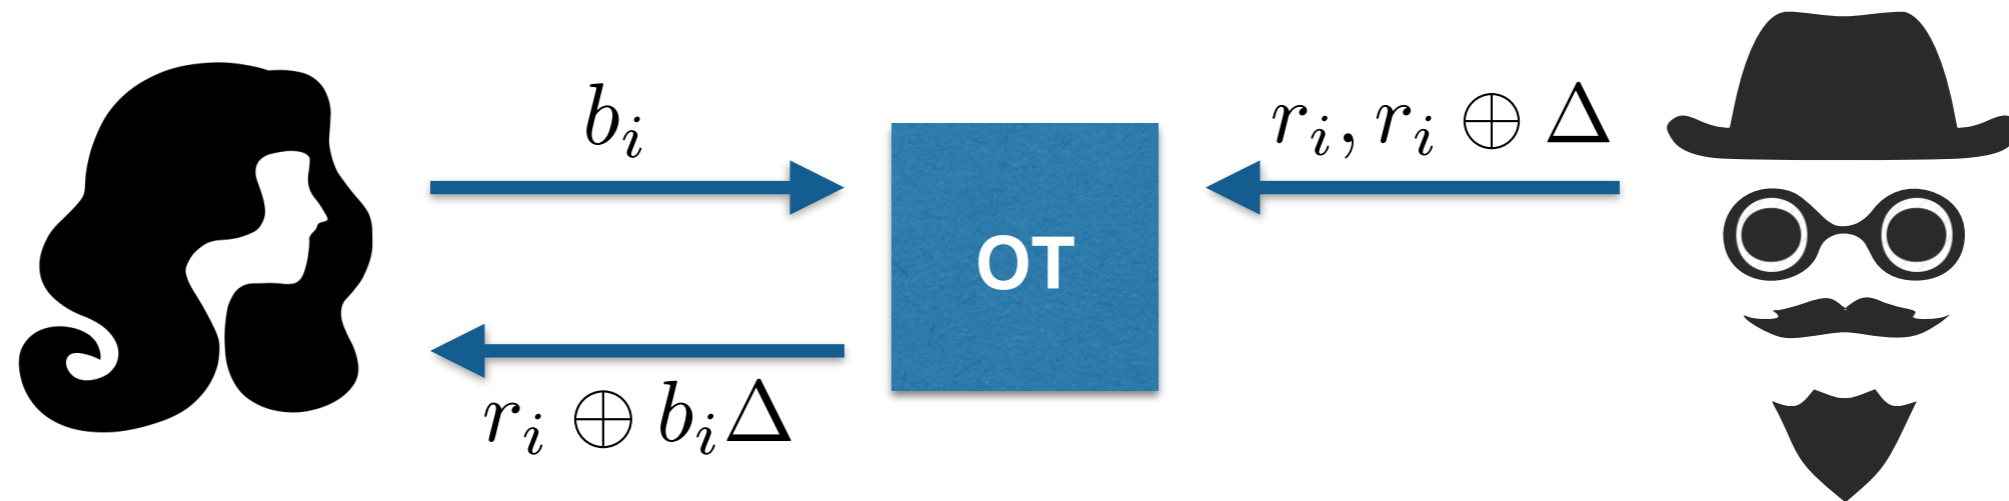 b_i
r_i, r_i ⊕ Δ
OT
r_i ⊕ b_iΔ